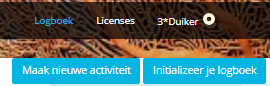 Logboek Licenses 3*Duiker
Maak nieuwe activiteit Initializeer je logboek